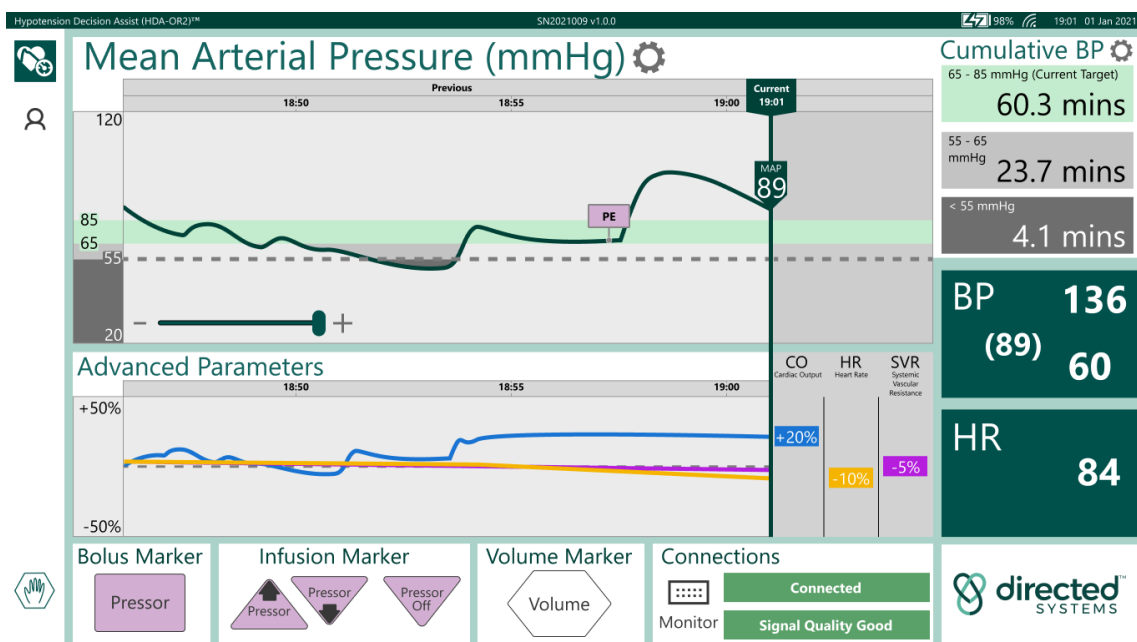 Hypotension Decision Assist (HDA-OR2)™
SN2021009 v1.0.0
98%
19:01 01 Jan 2021
Mean Arterial Pressure (mmHg)
Previous
18:50
18:55
19:00
Current
19:01
120
85
65
55
20
PE
MAP
89
Cumulative BP
65 - 85 mmHg (Current Target)
60.3 mins
55 - 65
mmHg
23.7 mins
< 55 mmHg
4.1 mins
BP
136
(89)
60
HR
84
Advanced Parameters
18:50
18:55
19:00
+50%
-50%
CO
Cardiac Output
HR
Heart Rate
SVR
Systemic
Vascular
Resistance
+20%
-10%
-5%
Bolus Marker
Pressor
Infusion Marker
Pressor
Pressor
Pressor
Off
Volume Marker
Volume
Connections
Monitor
Connected
Signal Quality Good
directed™
SYSTEMS